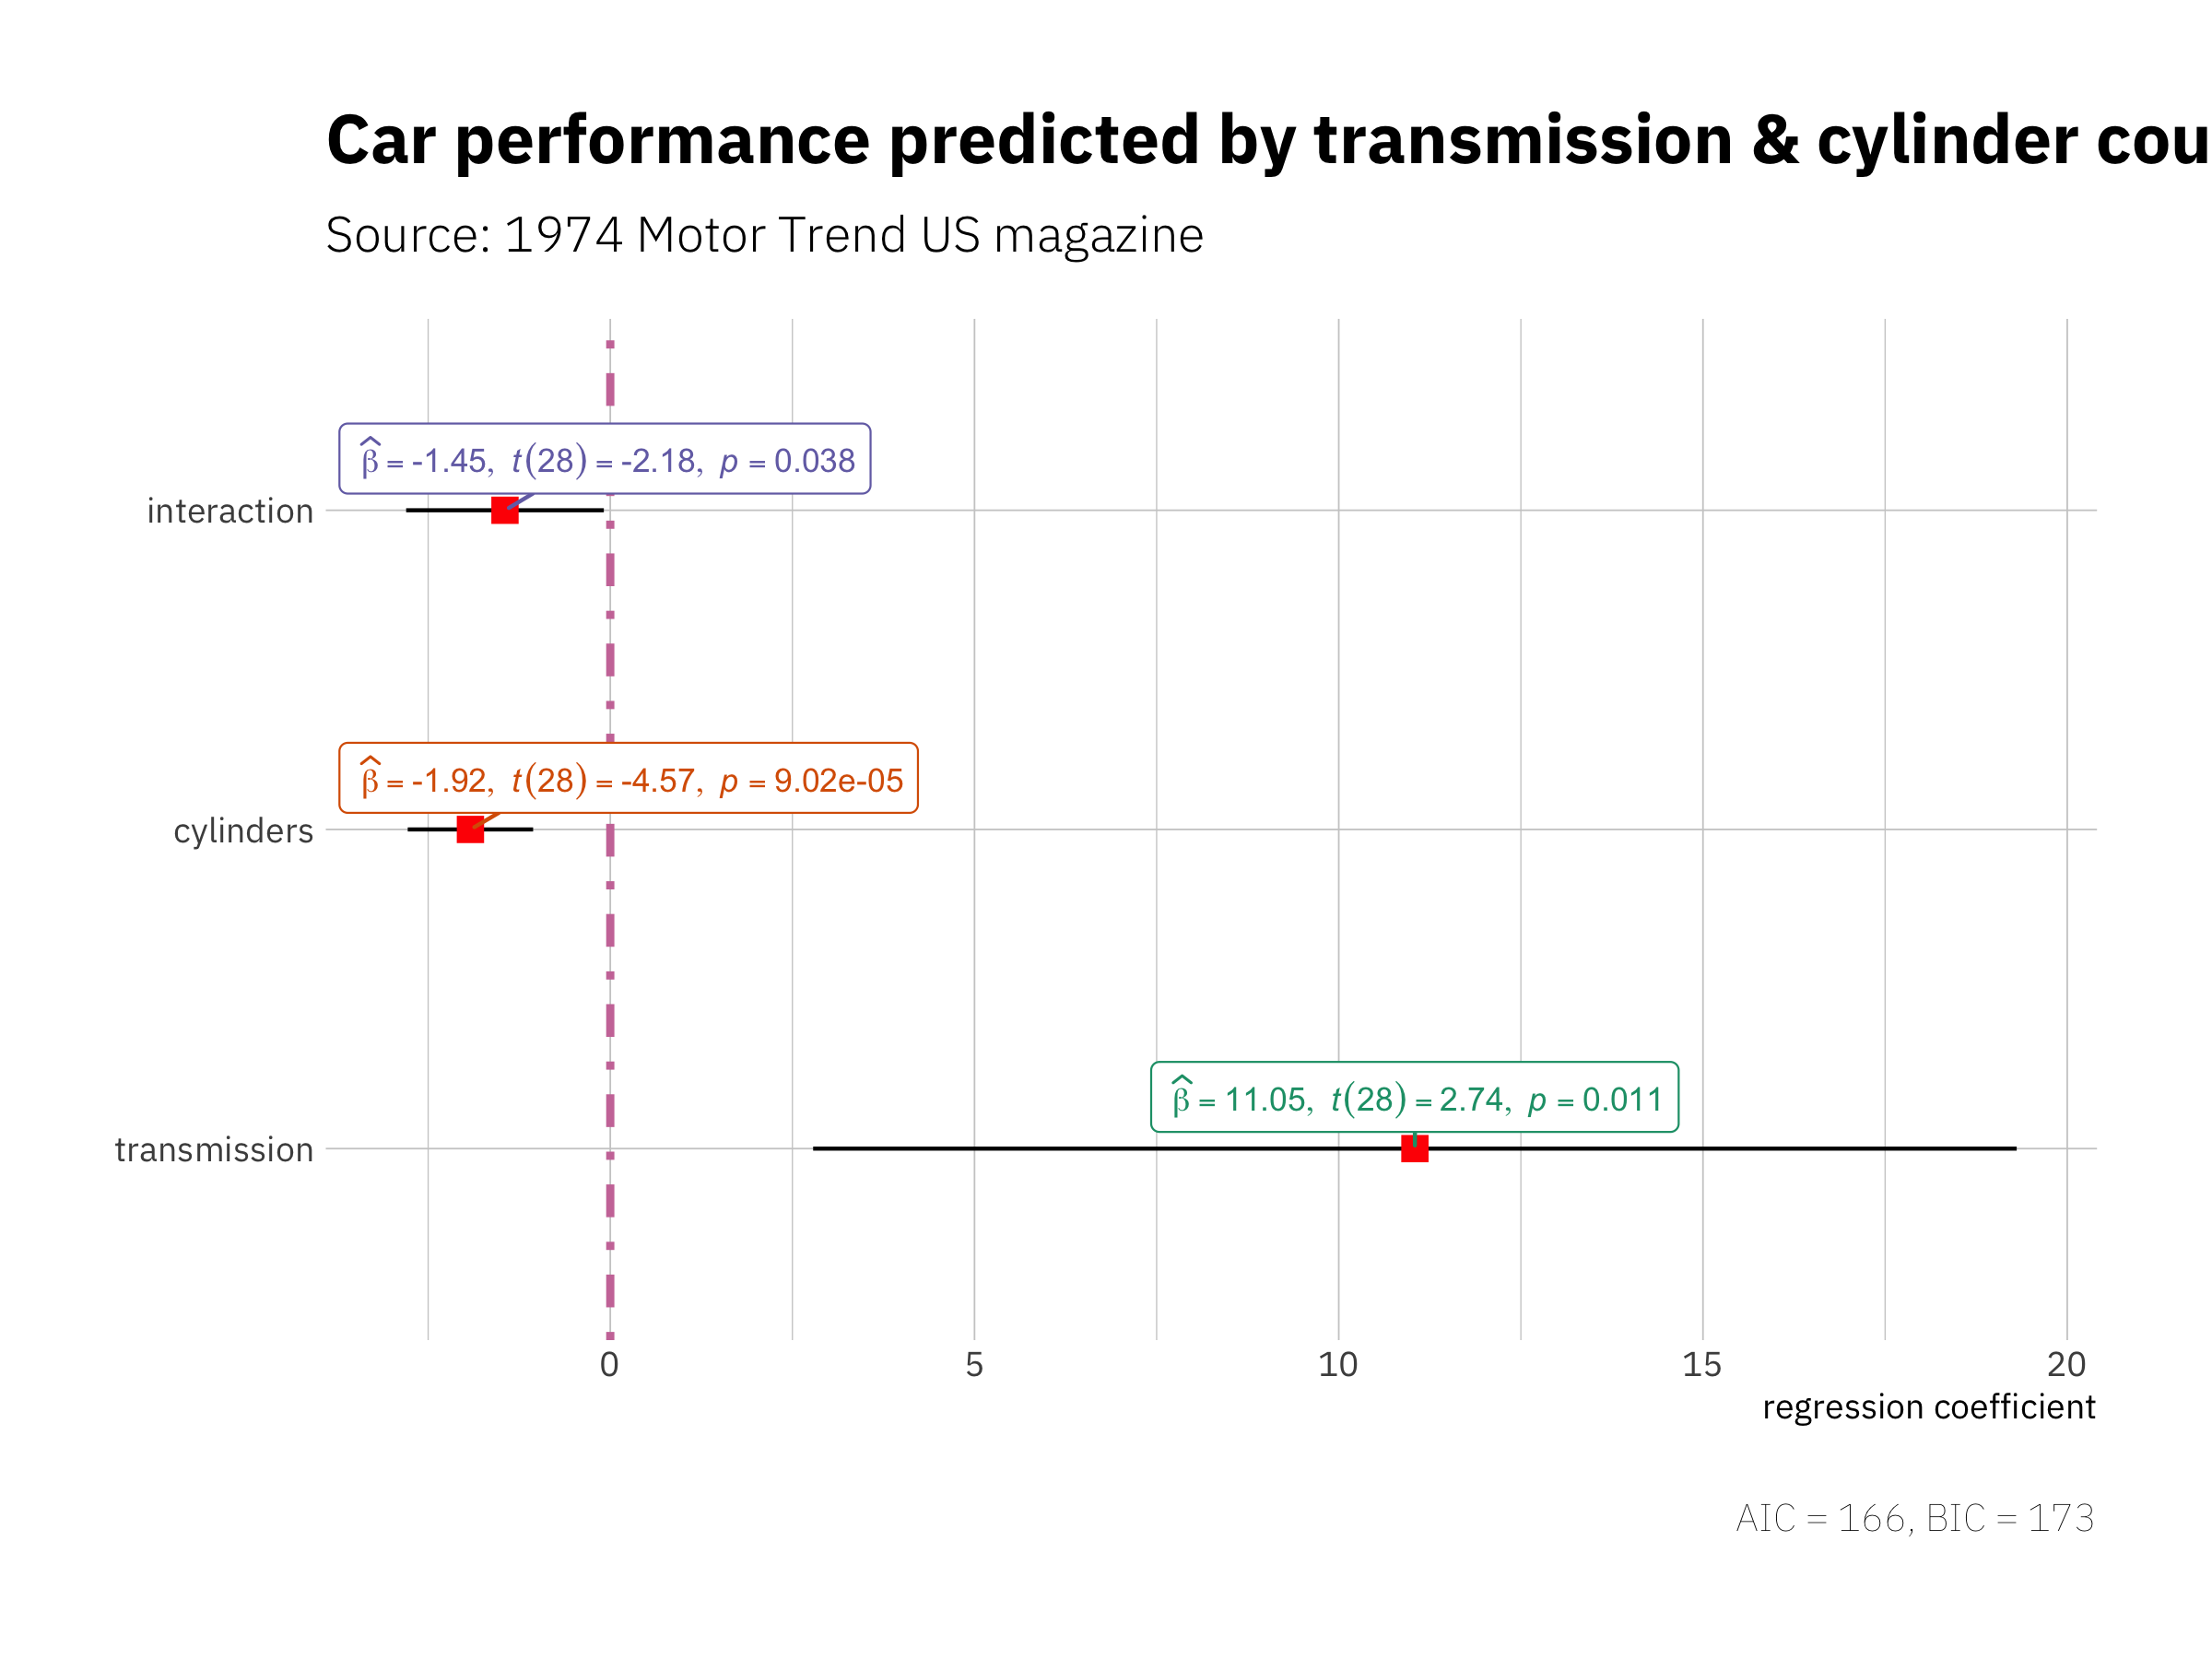 Car performance predicted by transmission & cylinder cou
Source: 1974 Motor Trend US magazine
β̂ = -1.45, t(28) = -2.18, p = 0.038
interaction
β̂ = -1.92, t(28) = -4.57, p = 9.02e-05
cylinders
β̂ = 11.05, t(28) = 2.74, p = 0.011
transmission
0 5 10 15 20
regression coefficient
AIC = 166, BIC = 173